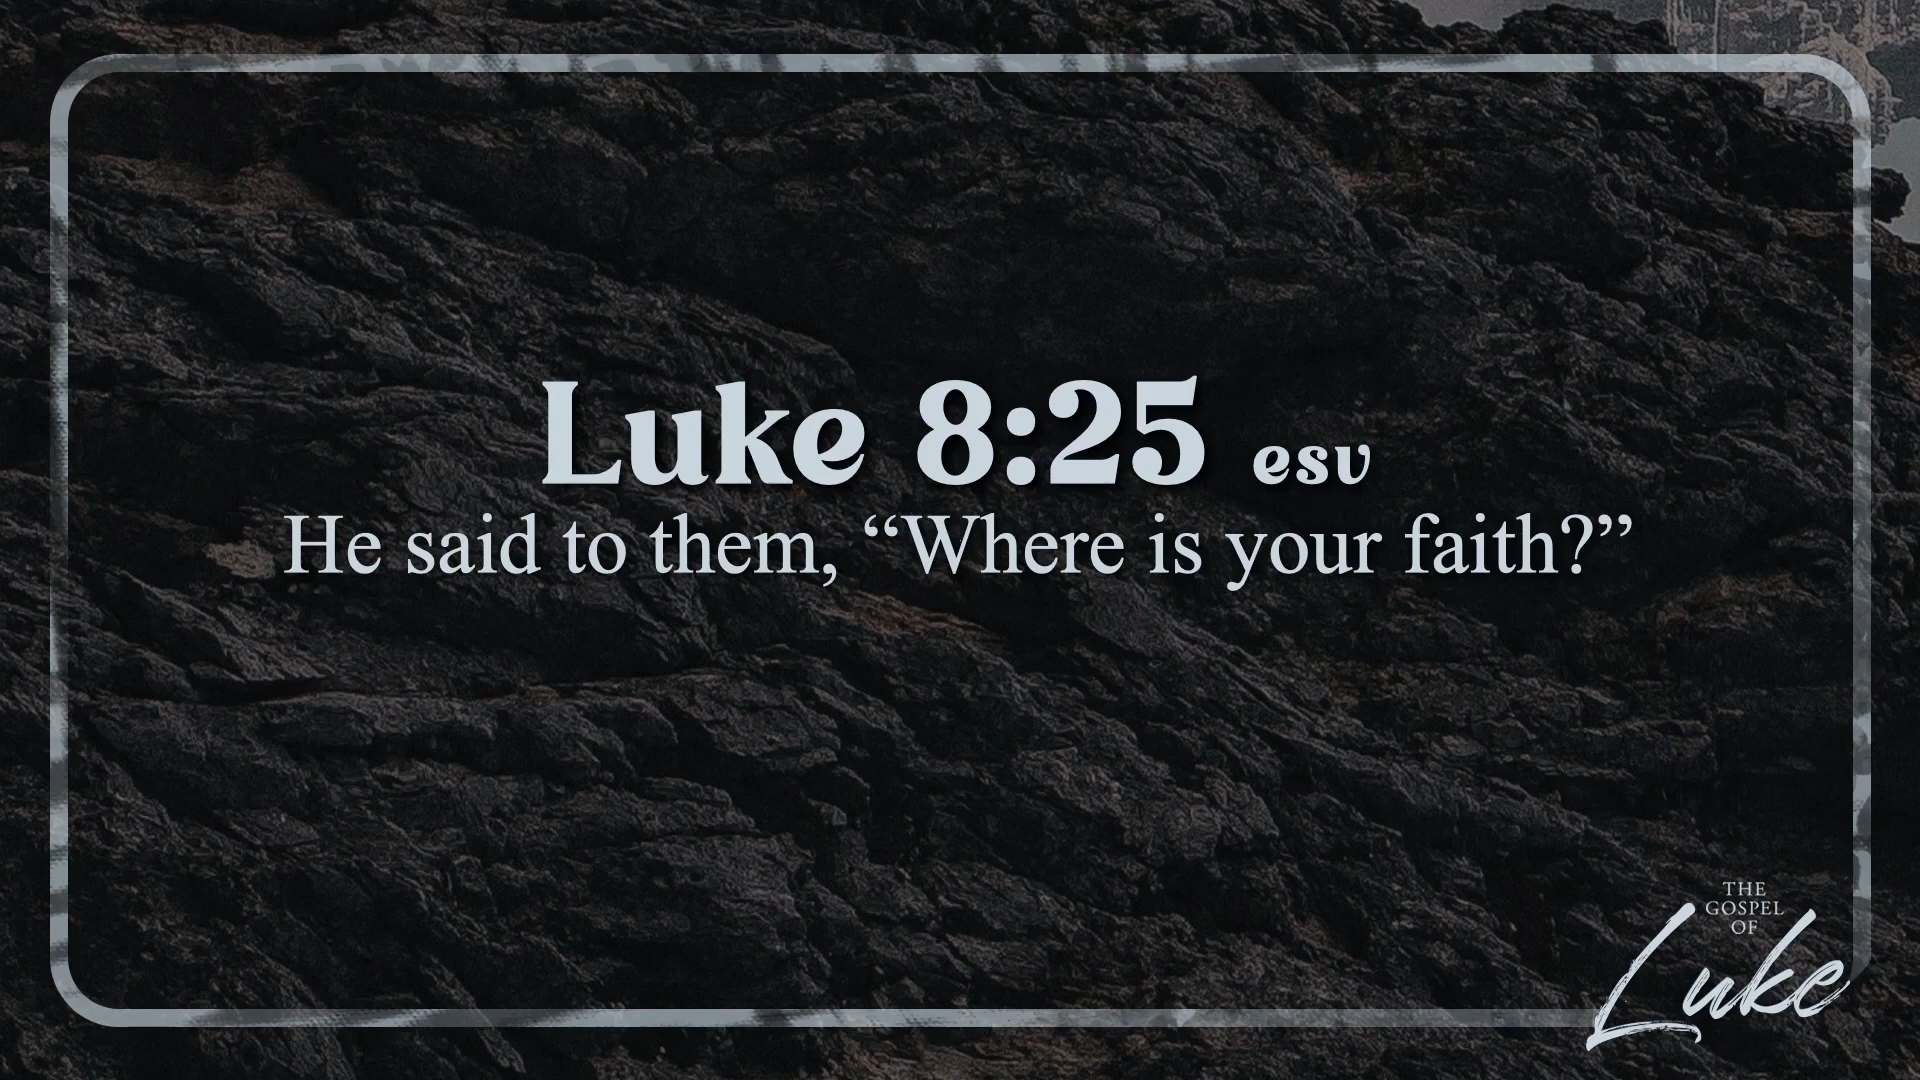 Luke 8:25 esv
He said to them, “Where is your faith?”
THE
GOSPEL
OF
Luke